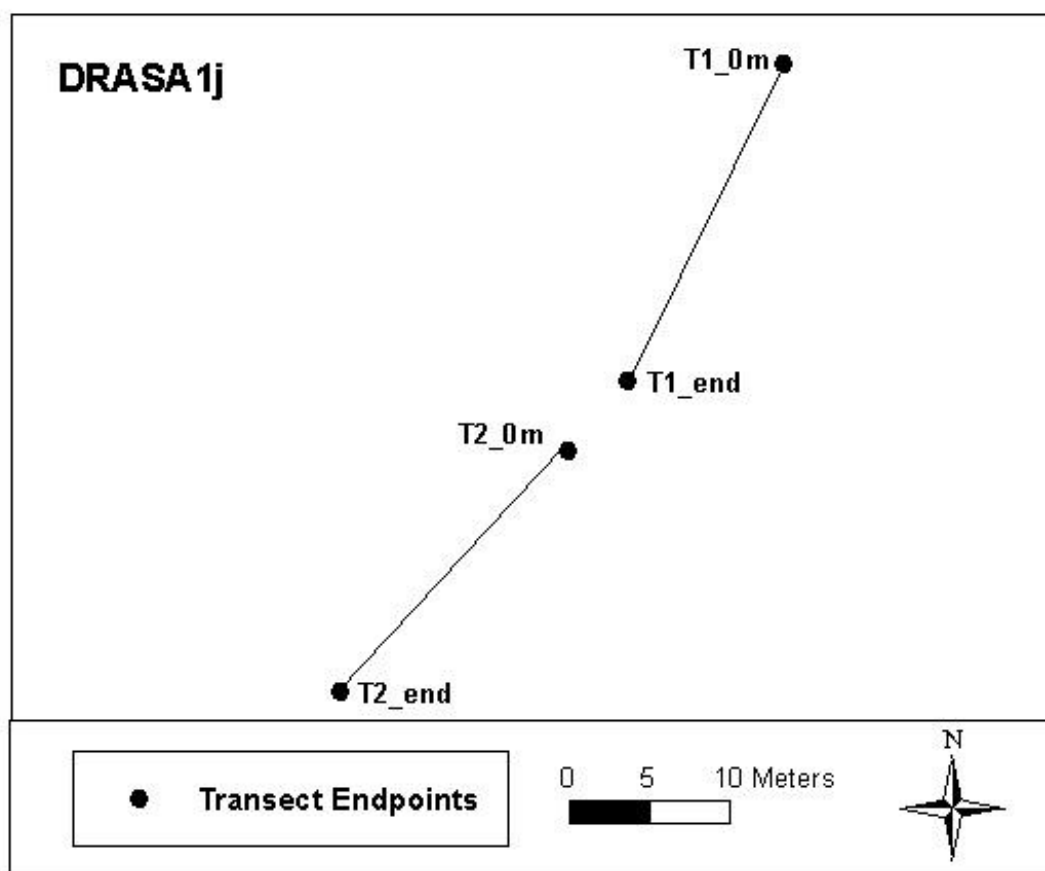 DRASA1j
T1_0m
T1_end
T2_0m
T2_end
Transect Endpoints
0 5 10 Meters
N